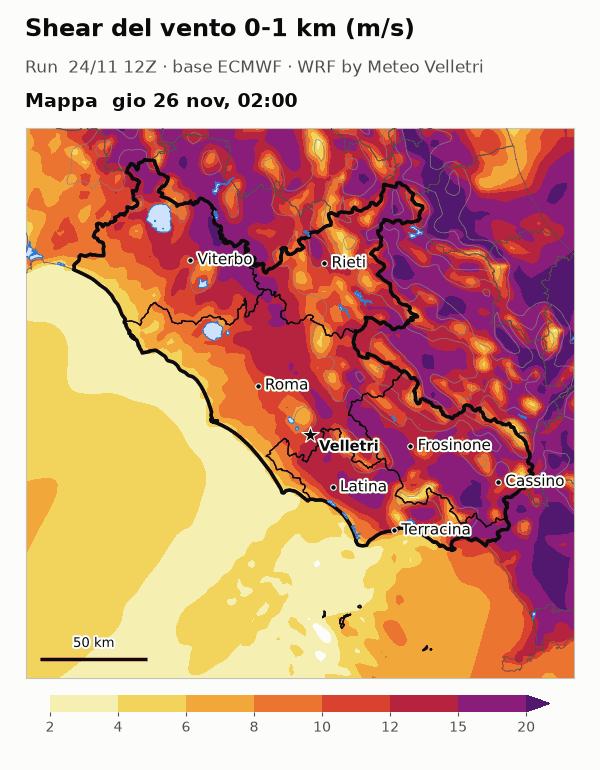 Shear del vento 0-1 km (m/s)
Run 24/11 12Z · base ECMWF · WRF by Meteo Velletri
Mappa gio 26 nov, 02:00
Viterbo
Rieti
Roma
Velletri
Frosinone
Latina
Cassino
Terracina
50 km
2 4 6 8 10 12 15 20